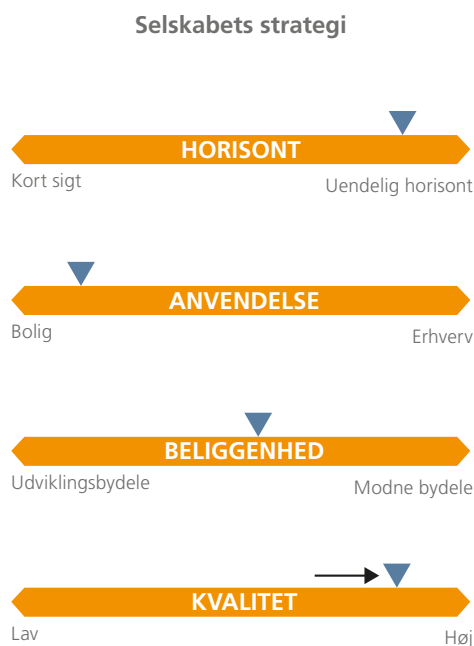 Selskabets strategi
HORISONT
Kort sigt
Uendelig horisont
ANVENDELSE
Bolig
Erhverv
BELIGGENHED
Udviklingsbydele
Modne bydele
KVALITET
Lav
Høj